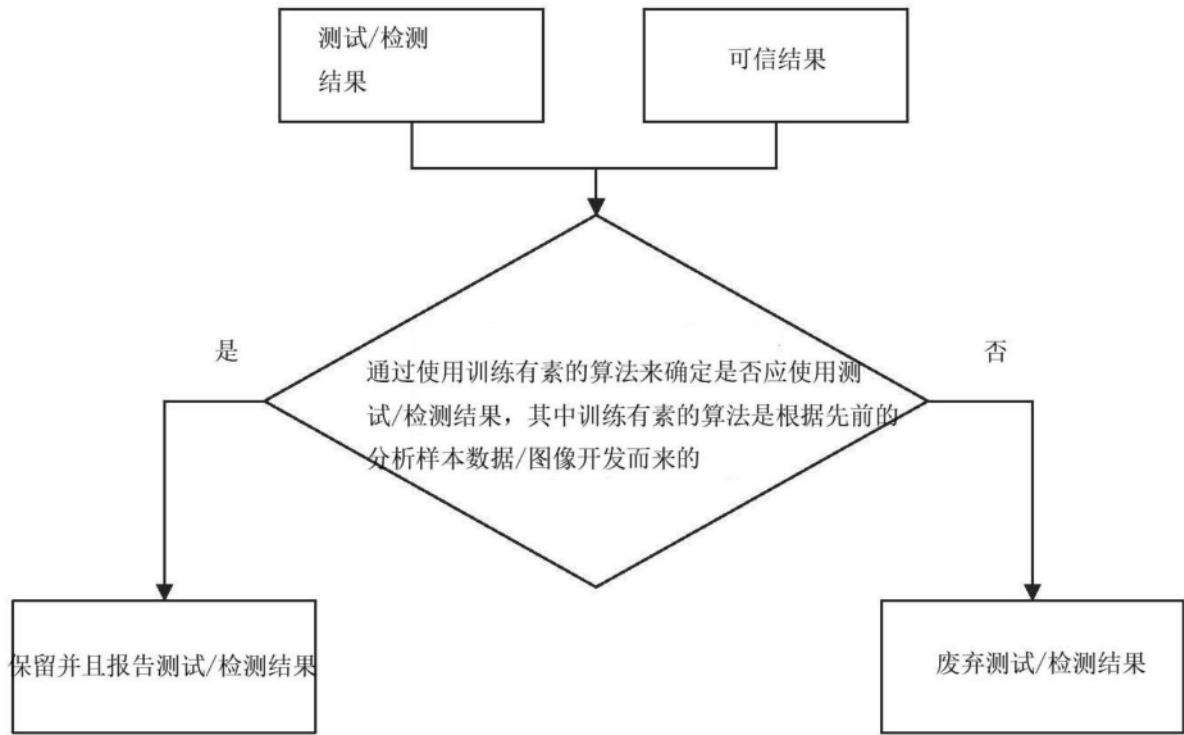 测试/检测
结果
可信结果
是
否
通过使用训练有素的算法来确定是否应使用测
试/检测结果，其中训练有素的算法是根据先前的
分析样本数据/图像开发而来的
保留并且报告测试/检测结果
废弃测试/检测结果